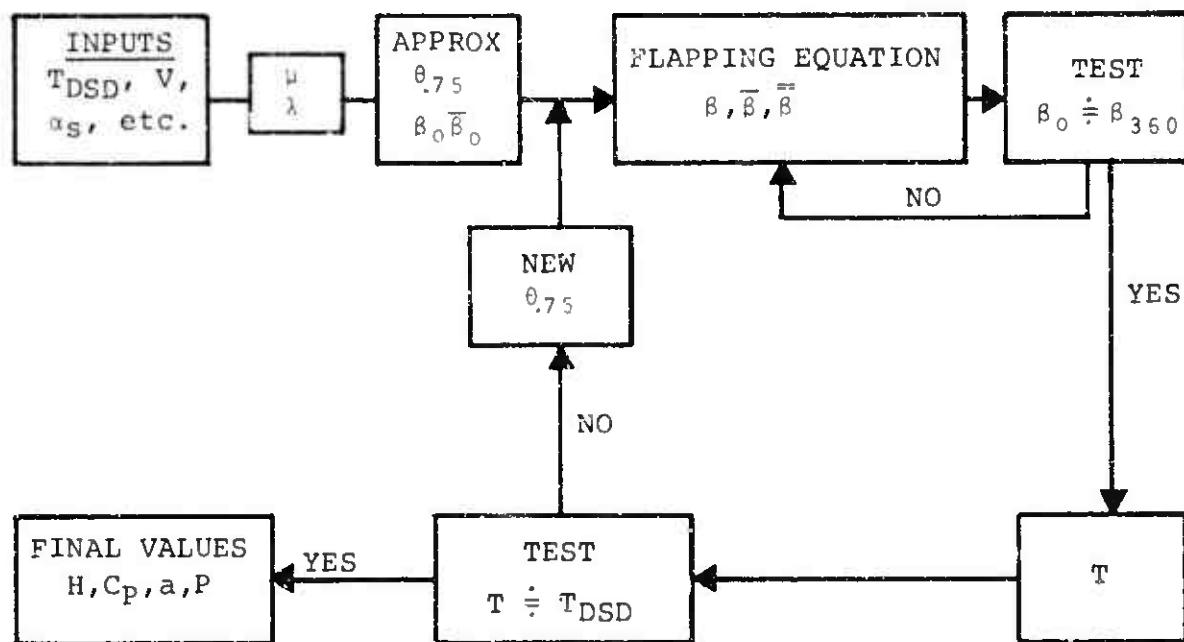 INPUTS
T_DSD, V,
α_S, etc.
μ
λ
APPROX
θ.75
β₀β̅₀
FLAPPING EQUATION
β, β̅, β̿
TEST
β₀ ≑ β₃₆₀
NO
NEW
θ.75
YES
NO
FINAL VALUES
H,C_P,a,P
YES
TEST
T ≑ T_DSD
T